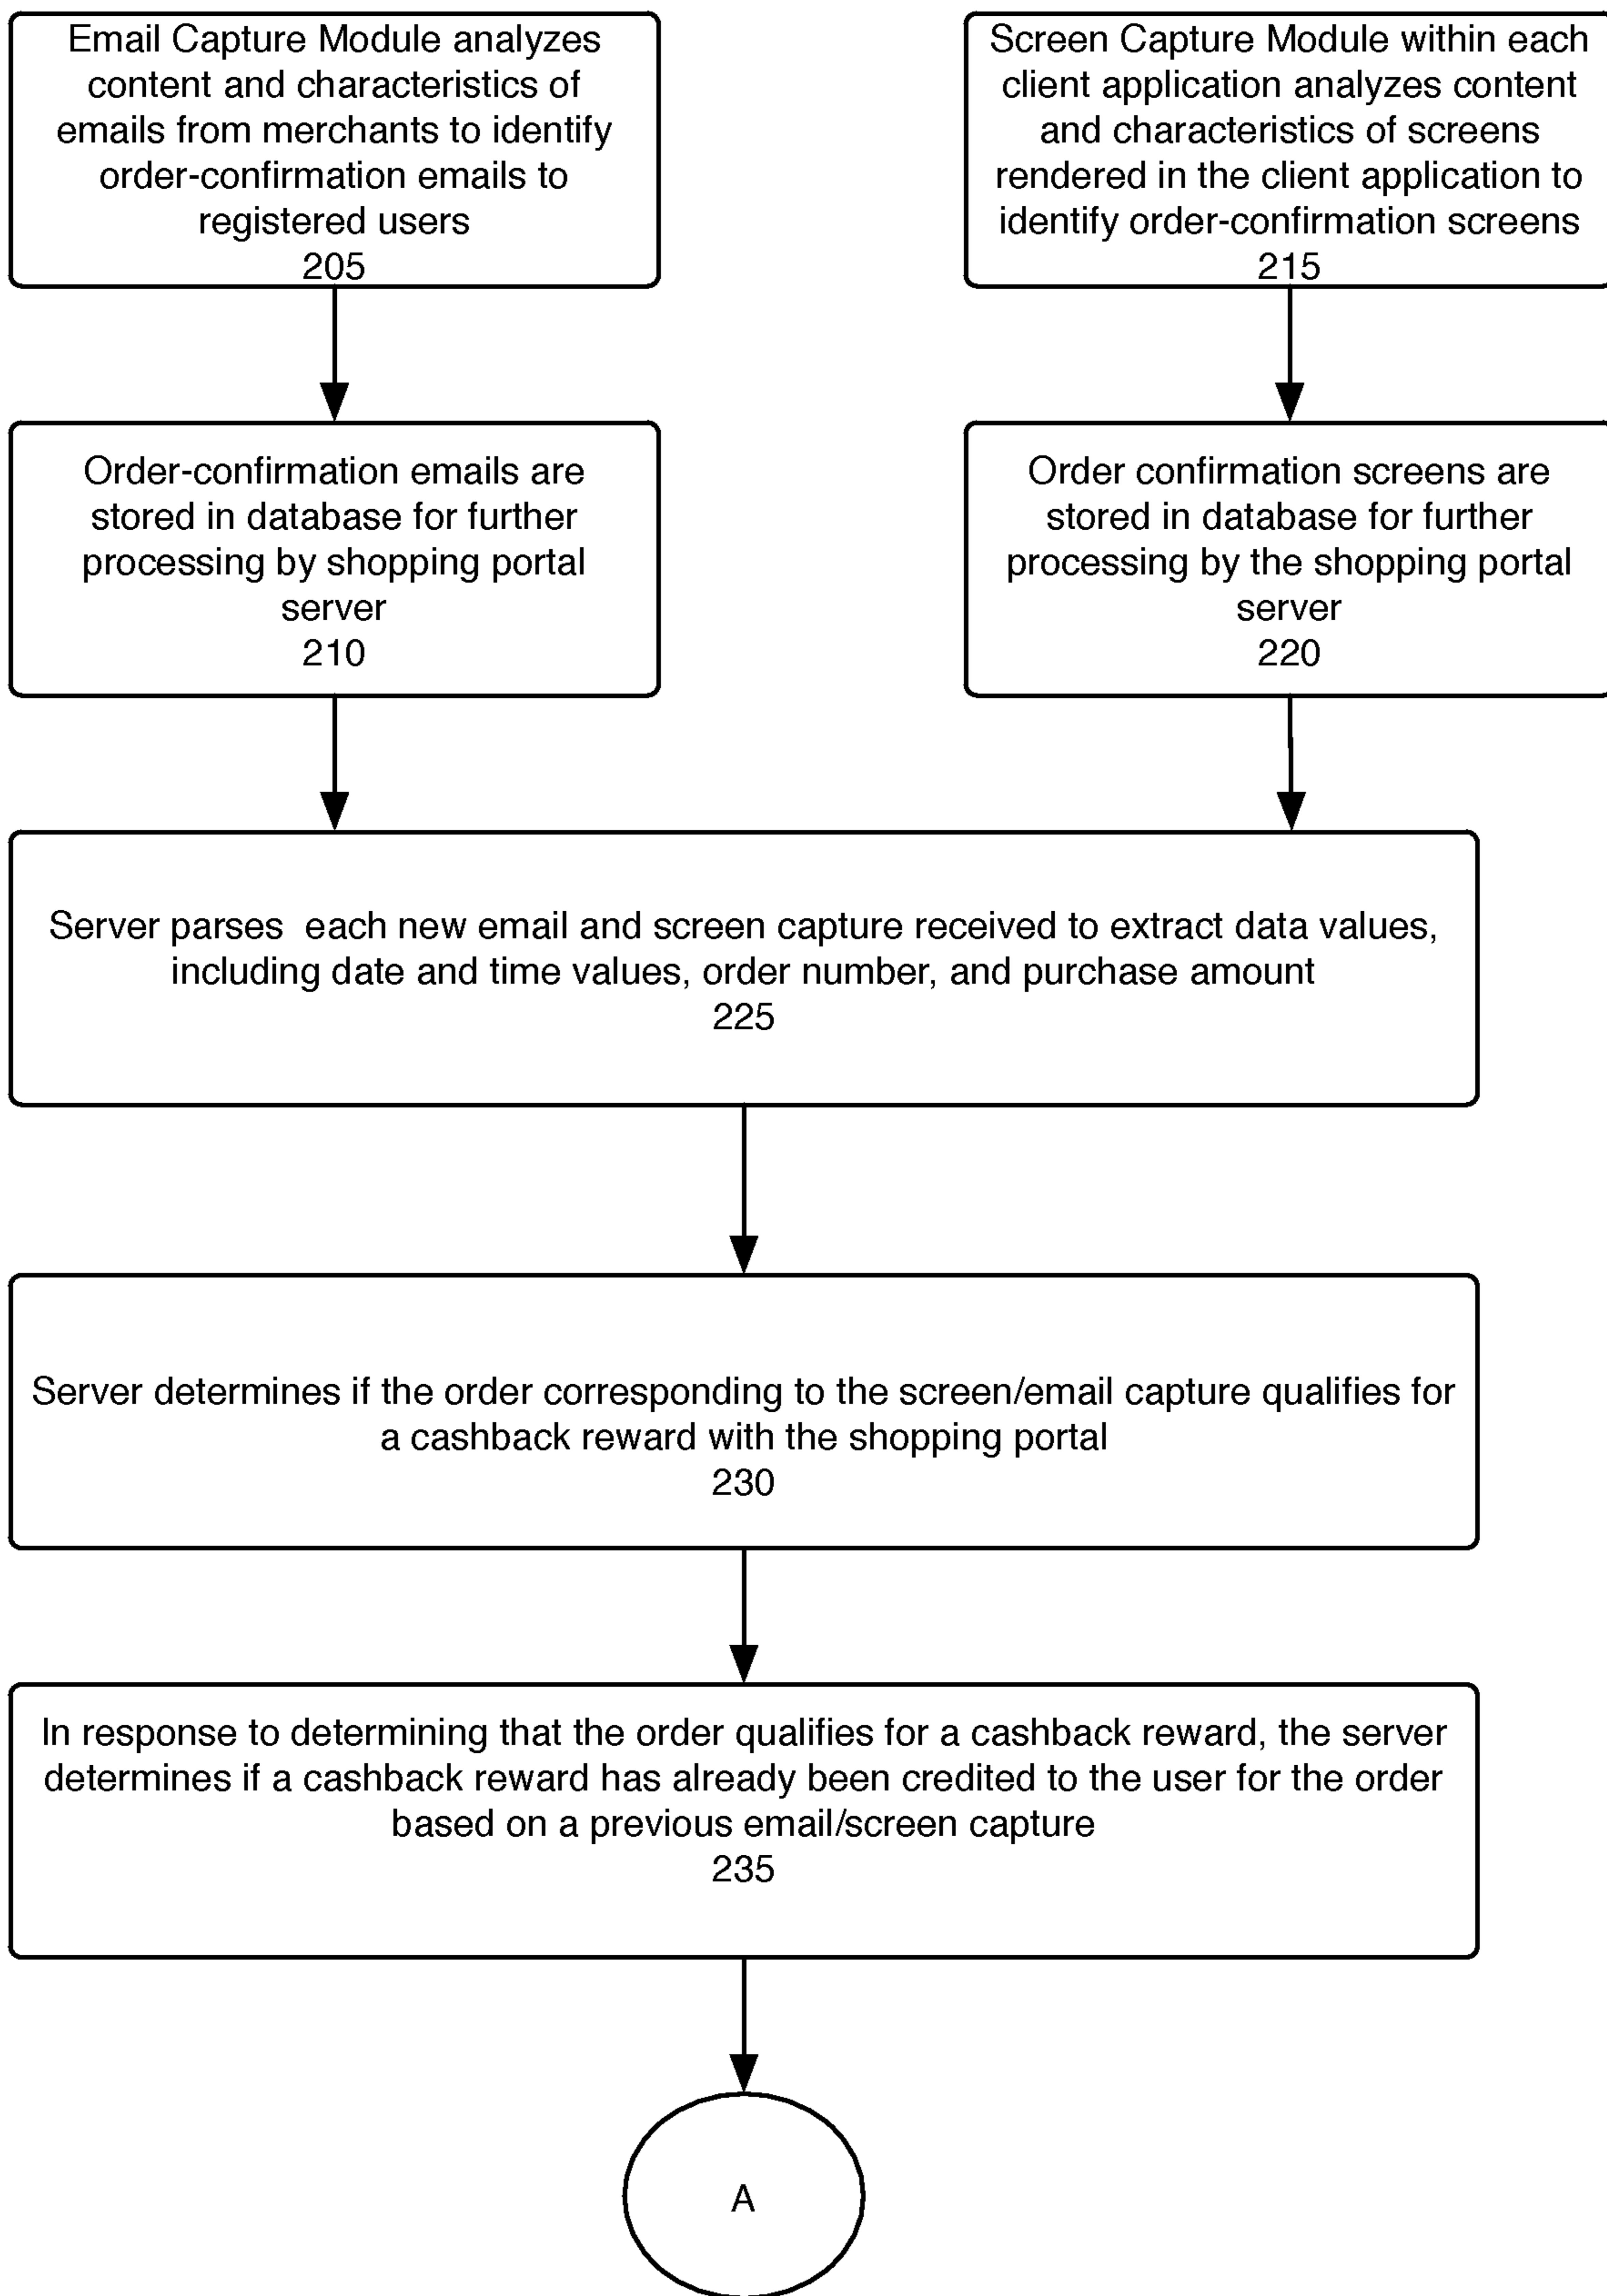 Email Capture Module analyzes
content and characteristics of
emails from merchants to identify
order-confirmation emails to
registered users
205
Screen Capture Module within each
client application analyzes content
and characteristics of screens
rendered in the client application to
identify order-confirmation screens
215
Order-confirmation emails are
stored in database for further
processing by shopping portal
server
210
Order confirmation screens are
stored in database for further
processing by the shopping portal
server
220
Server parses  each new email and screen capture received to extract data values,
including date and time values, order number, and purchase amount
225
Server determines if the order corresponding to the screen/email capture qualifies for
a cashback reward with the shopping portal
230
In response to determining that the order qualifies for a cashback reward, the server
determines if a cashback reward has already been credited to the user for the order
based on a previous email/screen capture
235
A